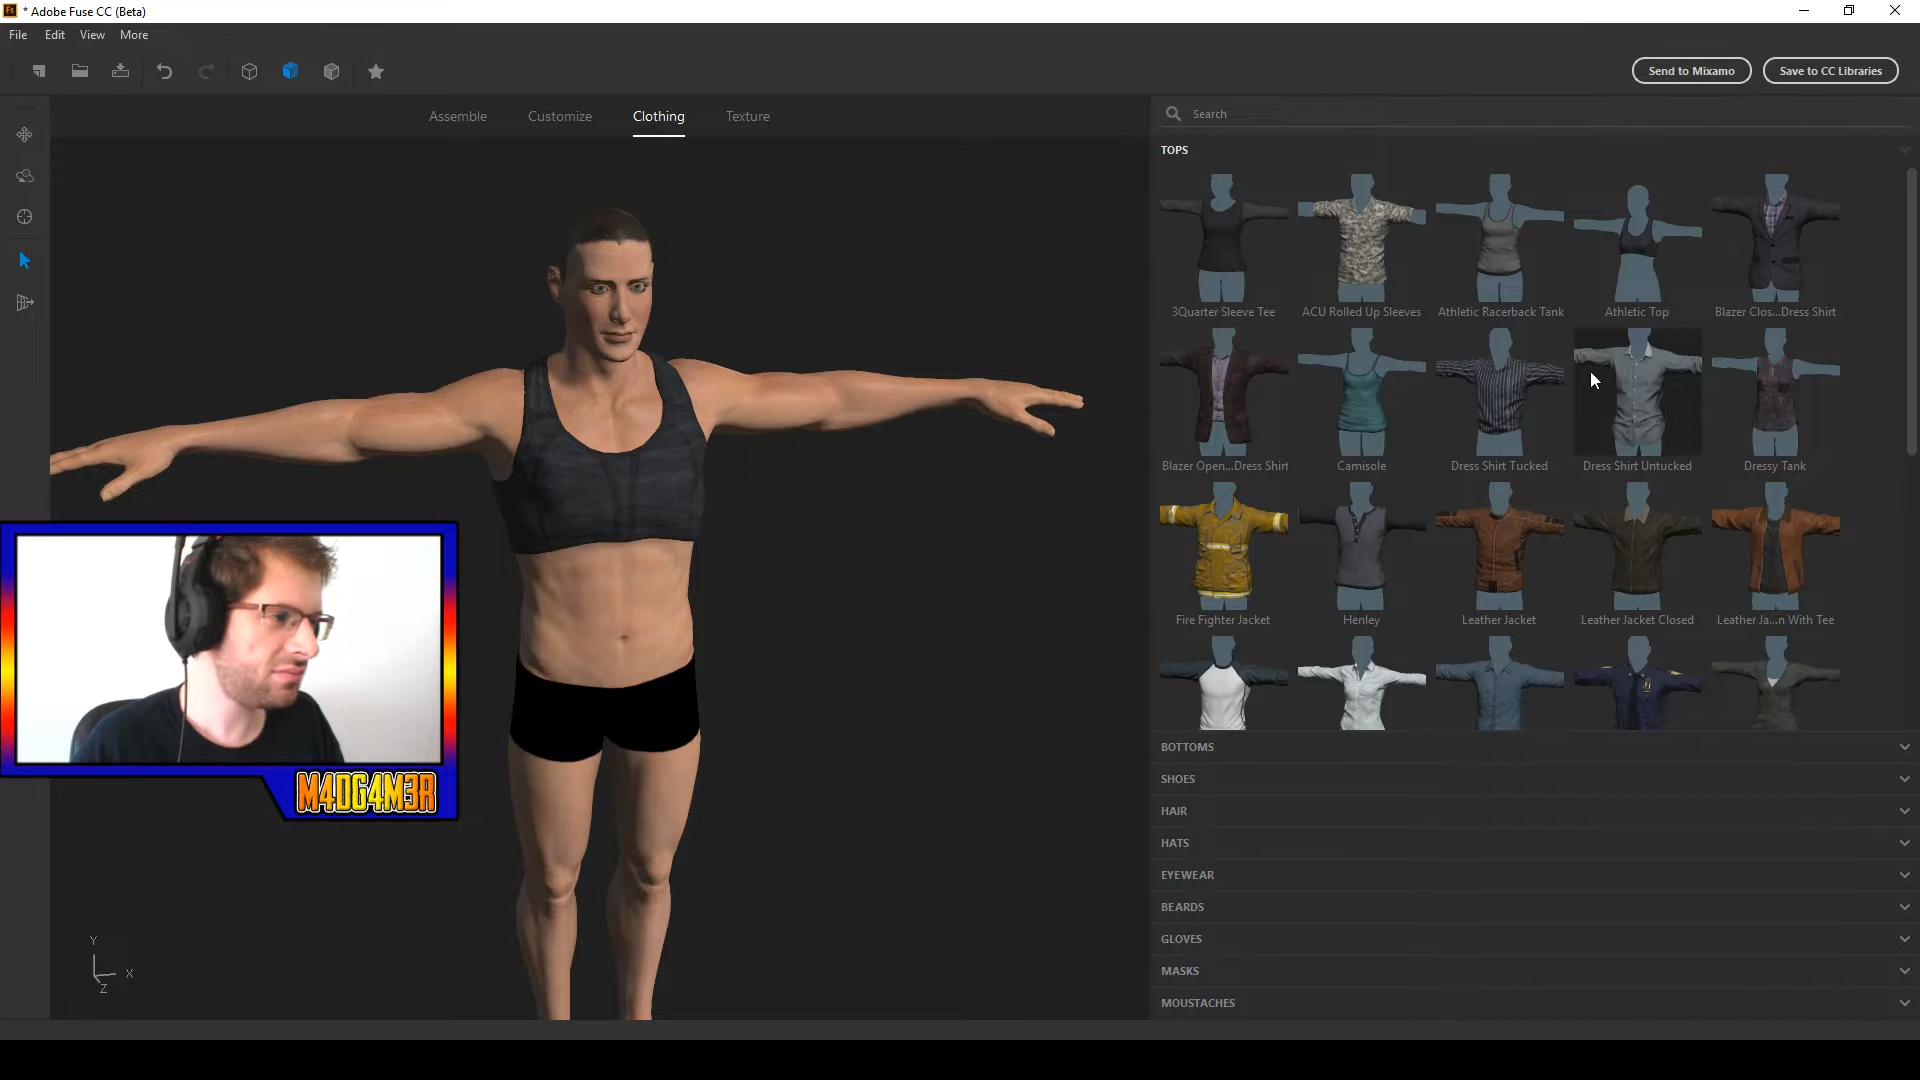 * Adobe Fuse CC (Beta)
File Edit View More
Send to Mixamo Save to CC Libraries
Assemble Customize Clothing Texture
Search
TOPS
3Quarter Sleeve Tee ACU Rolled Up Sleeves Athletic Racerback Tank Athletic Top Blazer Clos...Dress Shirt
Blazer Open...Dress Shirt Camisole Dress Shirt Tucked Dress Shirt Untucked Dressy Tank
Fire Fighter Jacket Henley Leather Jacket Leather Jacket Closed Leather Ja...n With Tee
BOTTOMS
SHOES
HAIR
HATS
EYEWEAR
BEARDS
GLOVES
MASKS
MOUSTACHES
M4DG4M3R
Y
X
Z
Fs